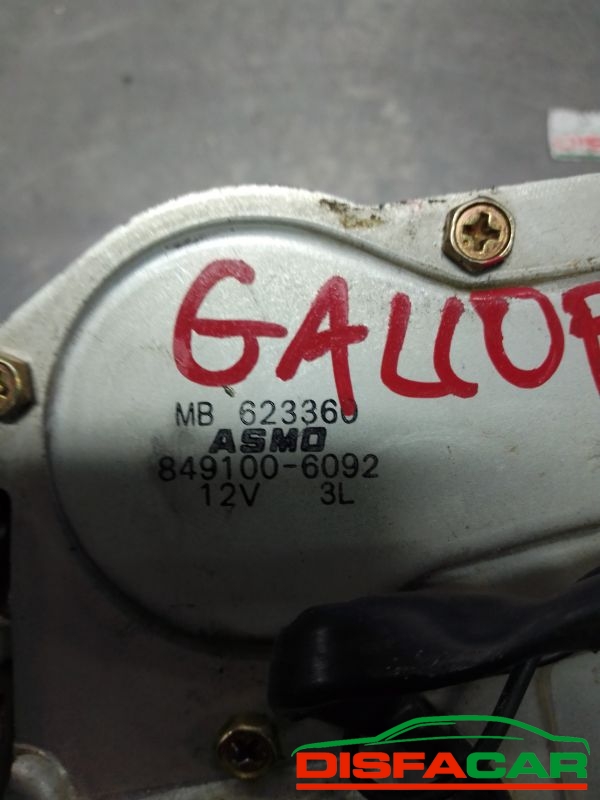 GALLOP
MB 623360
ASMO
849100-6092
12V 3L
DISFACAR